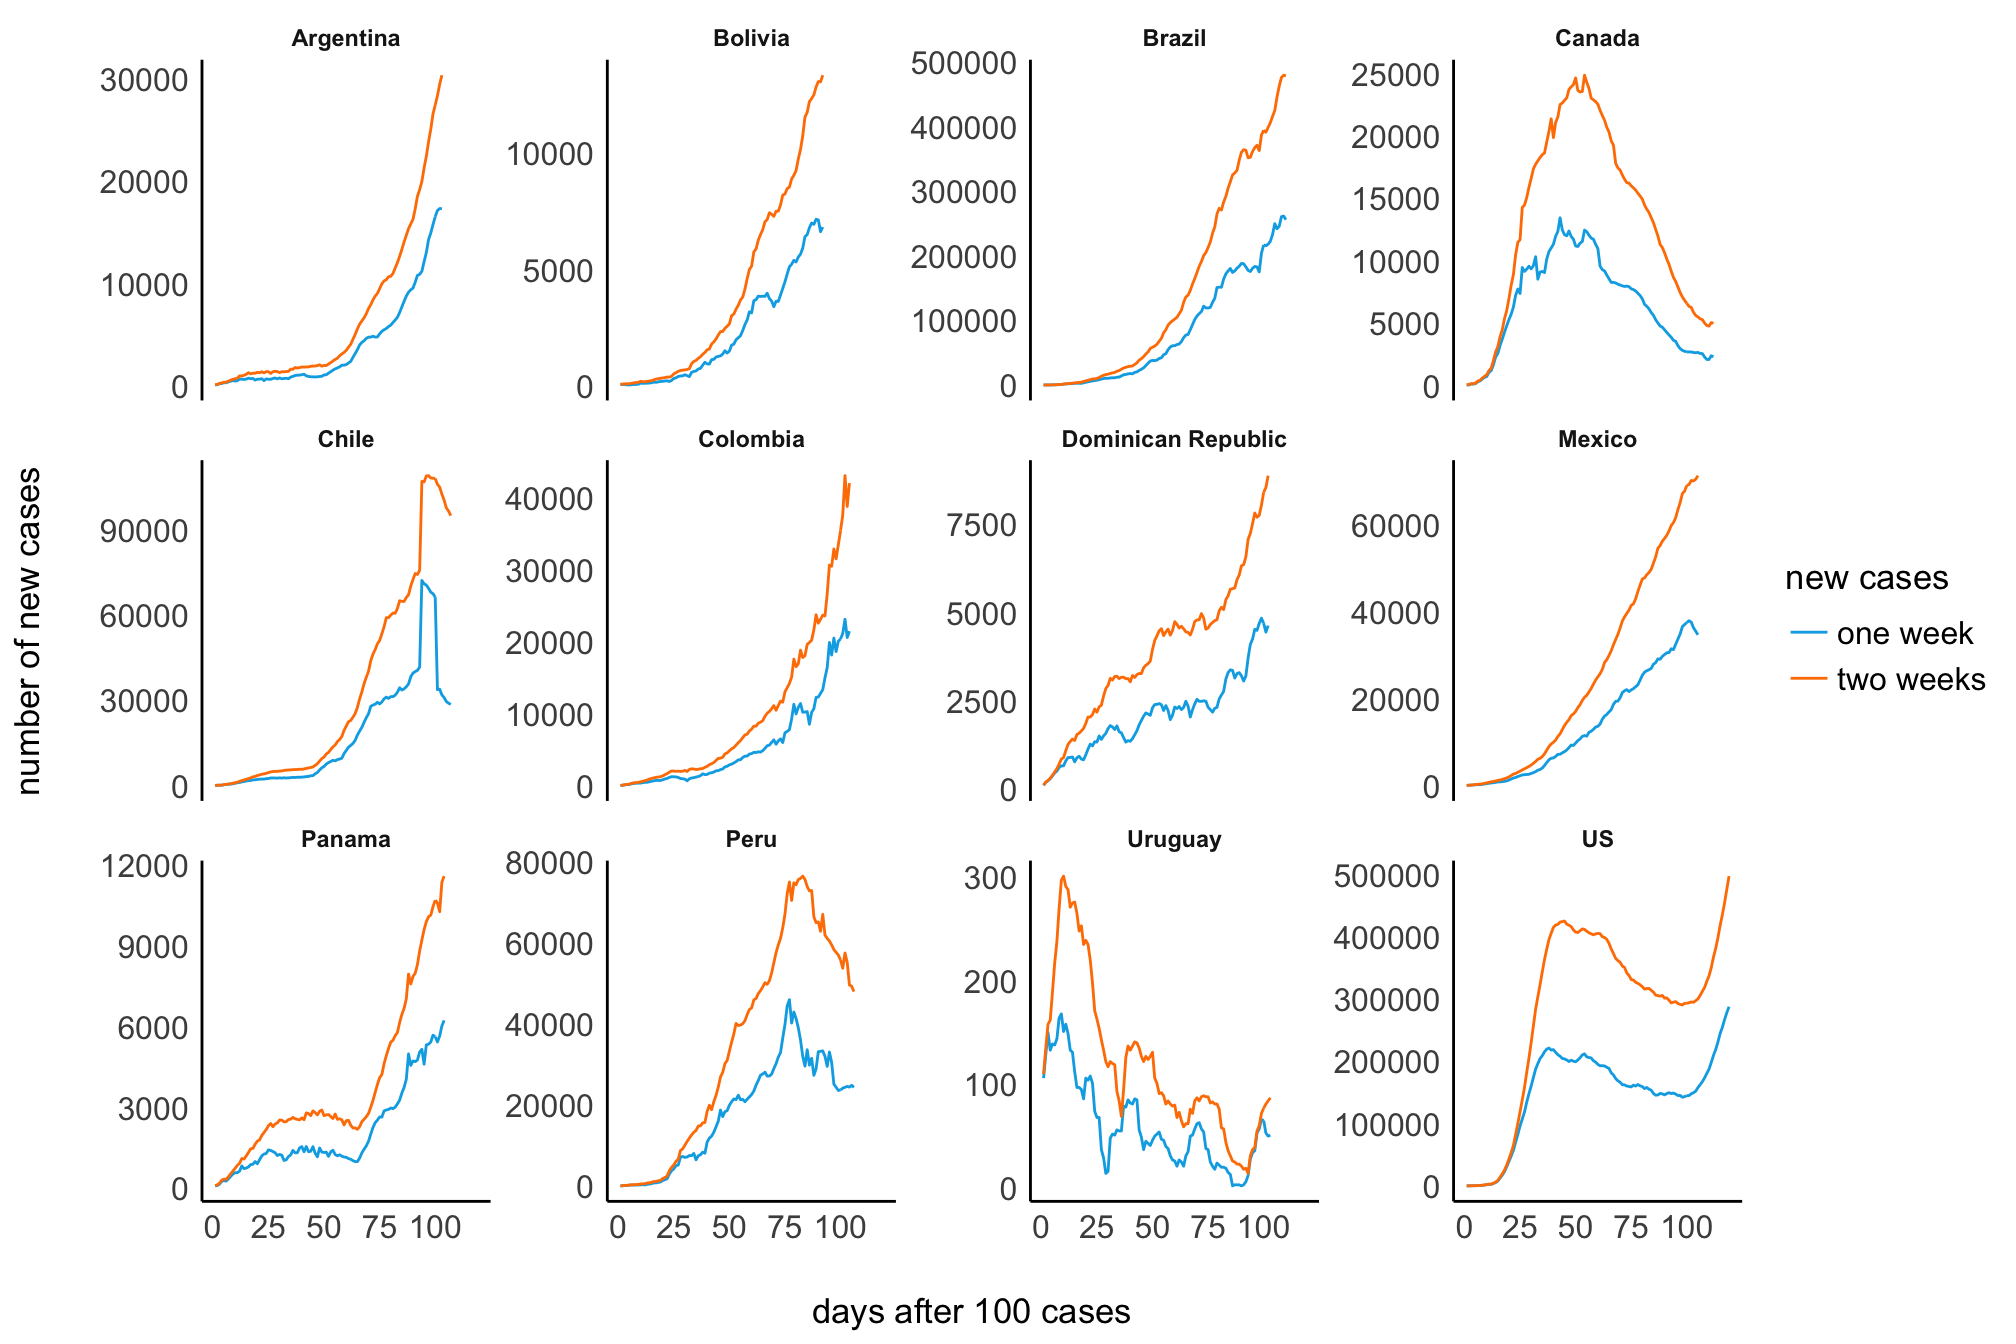 Argentina
Bolivia
Brazil
Canada
30000
20000
10000
0
10000
5000
0
500000
400000
300000
200000
100000
0
25000
20000
15000
10000
5000
0
Chile
Colombia
Dominican Republic
Mexico
90000
60000
30000
0
40000
30000
20000
10000
0
7500
5000
2500
0
60000
40000
20000
0
Panama
Peru
Uruguay
US
12000
9000
6000
3000
0
80000
60000
40000
20000
0
300
200
100
0
500000
400000
300000
200000
100000
0
0 25 50 75 100
0 25 50 75 100
0 25 50 75 100
0 25 50 75 100
days after 100 cases
number of new cases
new cases
one week
two weeks